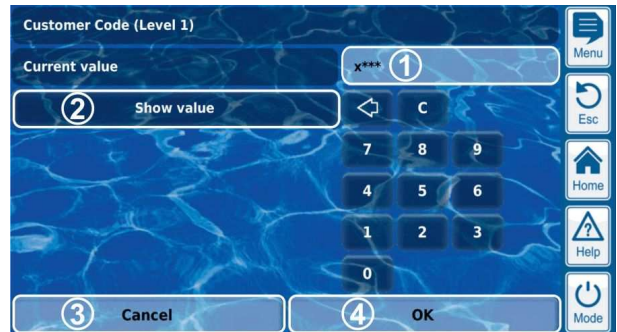 Customer Code (Level 1)
Menu
Current value
x***
1
2
Show value
C
Esc
7 8 9
Home
4 5 6
1 2 3
Help
0
3
Cancel
4
OK
Mode